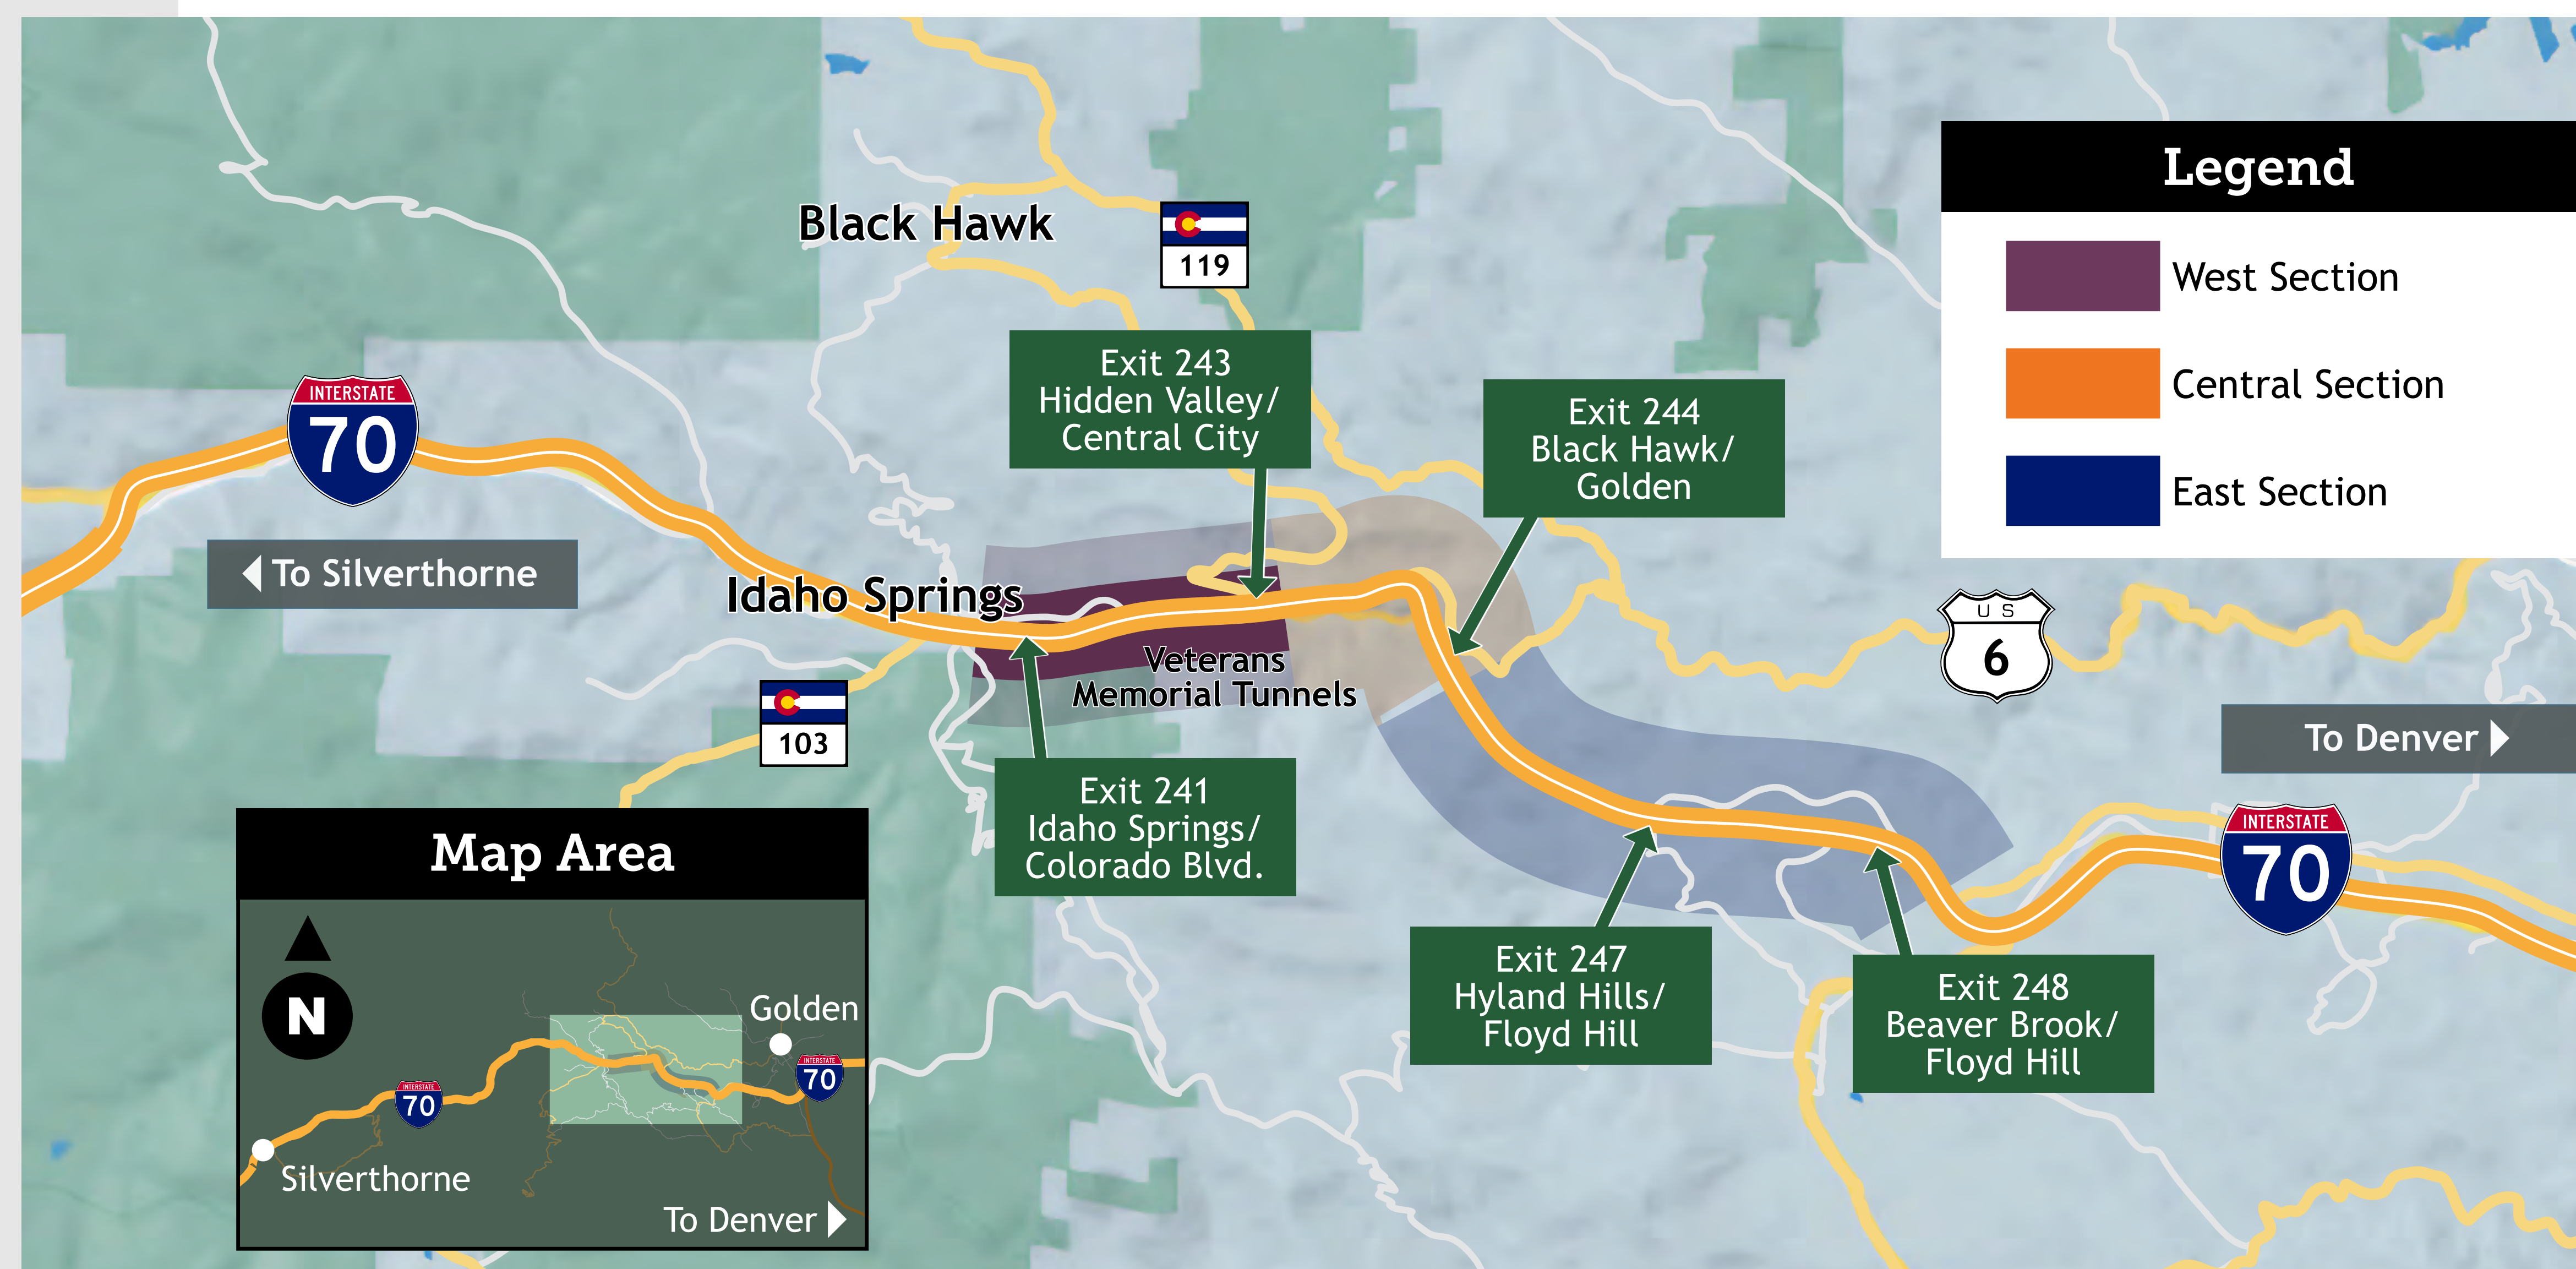 Legend
West Section
Central Section
East Section
Black Hawk
119
Exit 243
Hidden Valley/
Central City
Exit 244
Black Hawk/
Golden
INTERSTATE
70
To Silverthorne
Idaho Springs
Veterans
Memorial Tunnels
US
6
103
To Denver
Exit 241
Idaho Springs/
Colorado Blvd.
INTERSTATE
70
Exit 247
Hyland Hills/
Floyd Hill
Exit 248
Beaver Brook/
Floyd Hill
Map Area
N
Golden
INTERSTATE
70
INTERSTATE
70
Silverthorne
To Denver